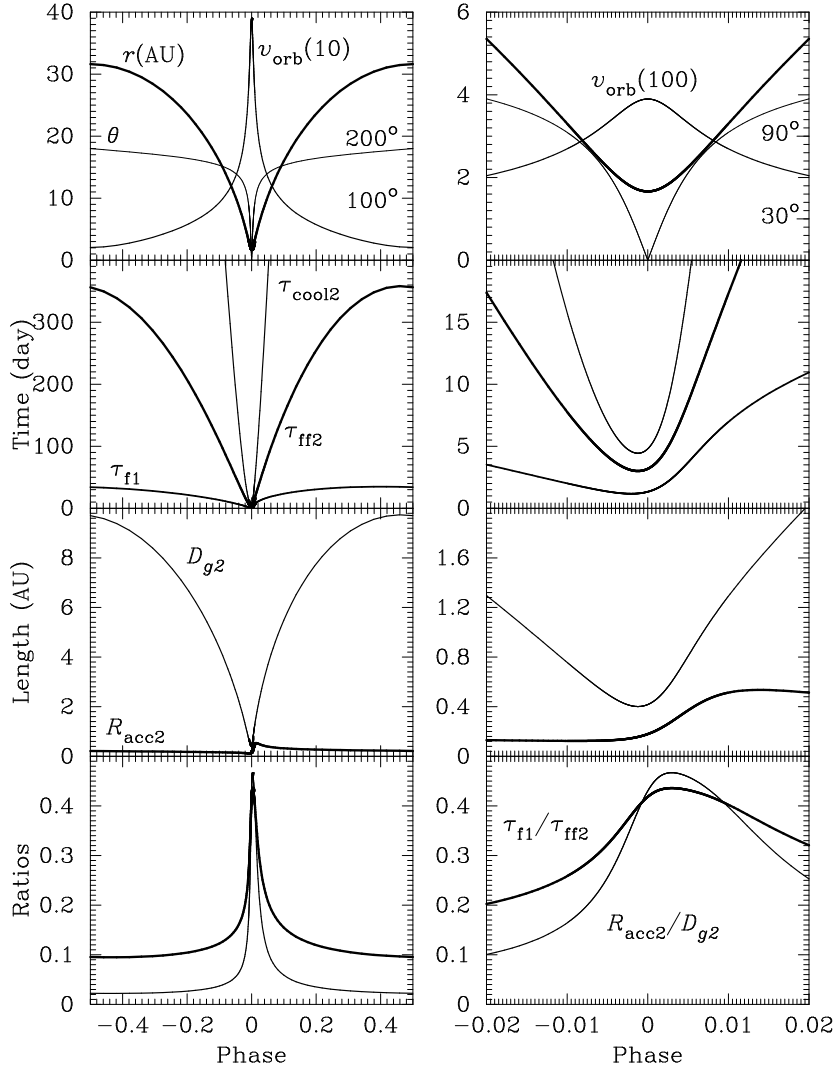 40
30
20
10
0
r(AU)
v_orb(10)
θ
200°
100°
6
4
2
0
v_orb(100)
90°
30°
Time (day)
300
200
100
0
τ_cool2
τ_ff2
τ_f1
15
10
5
0
Length (AU)
8
6
4
2
0
D_g2
R_acc2
1.6
1.2
0.8
0.4
0
Ratios
0.4
0.3
0.2
0.1
0
−0.4 −0.2 0 0.2 0.4
Phase
0.4
0.3
0.2
0.1
0
τ_f1/τ_ff2
R_acc2/D_g2
−0.02 −0.01 0 0.01 0.02
Phase